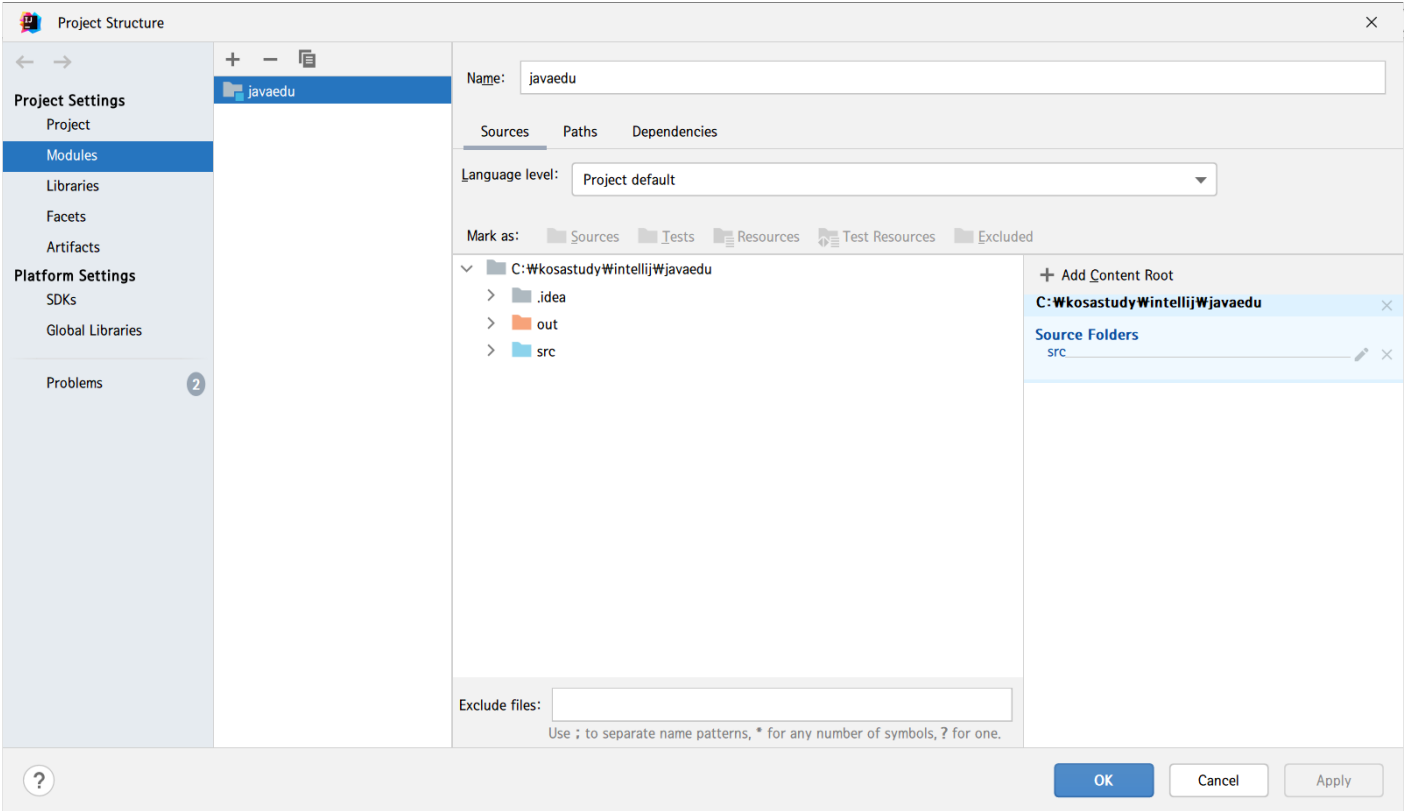 Project Structure
Project Settings
Project
Modules
Libraries
Facets
Artifacts
Platform Settings
SDKs
Global Libraries
Problems 2
javaedu
Name: javaedu
Sources Paths Dependencies
Language level: Project default
Mark as: Sources Tests Resources Test Resources Excluded
C:₩kosastudy₩intellij₩javaedu
.idea
out
src
Exclude files:
Use ; to separate name patterns, * for any number of symbols, ? for one.
+ Add Content Root
C:₩kosastudy₩intellij₩javaedu
Source Folders
src
? OK Cancel Apply